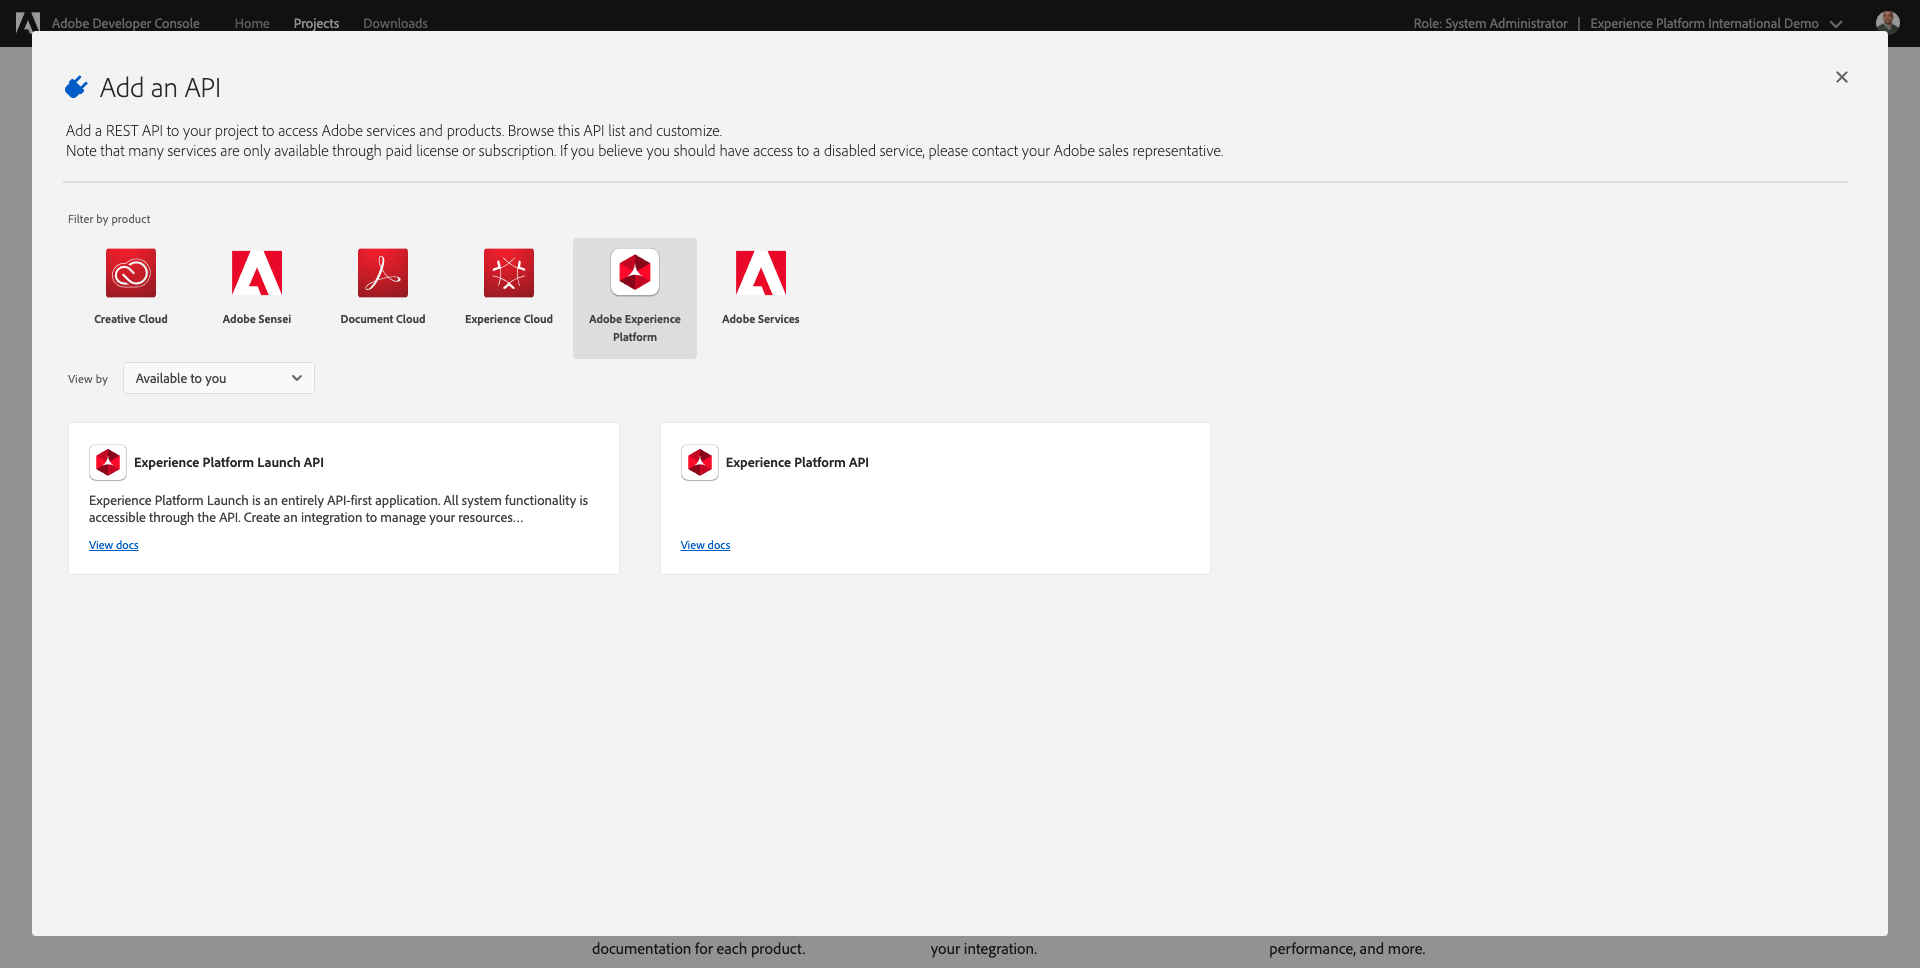 Adobe Developer Console
Home
Projects
Downloads
Role: System Administrator | Experience Platform International Demo
Add an API
Add a REST API to your project to access Adobe services and products. Browse this API list and customize.
Note that many services are only available through paid license or subscription. If you believe you should have access to a disabled service, please contact your Adobe sales representative.
Filter by product
Creative Cloud
Adobe Sensei
Document Cloud
Experience Cloud
Adobe Experience
Platform
Adobe Services
View by
Available to you
Experience Platform Launch API
Experience Platform Launch is an entirely API-first application. All system functionality is
accessible through the API. Create an integration to manage your resources…
View docs
Experience Platform API
View docs
documentation for each product.
your integration.
performance, and more.